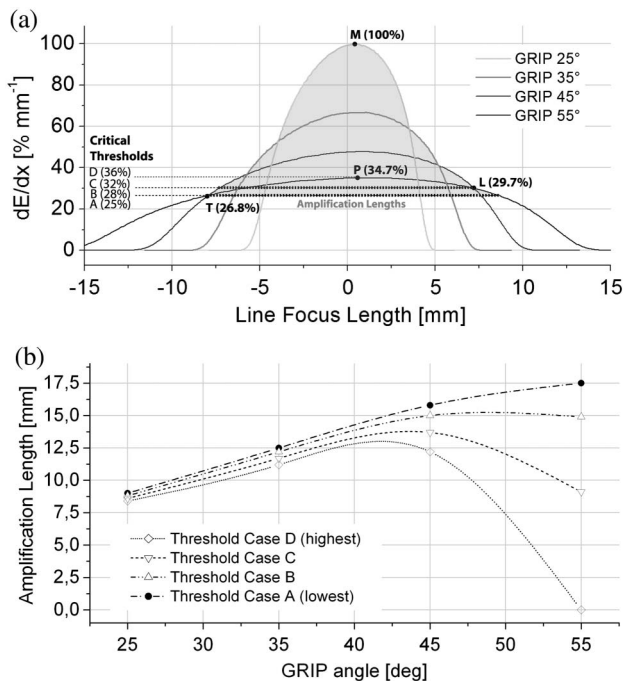 (a)
M (100%)
GRIP 25°
GRIP 35°
GRIP 45°
GRIP 55°
dE/dx [% mm⁻¹]
100
80
60
40
20
0
Critical
Thresholds
D (36%)
C (32%)
B (28%)
A (25%)
P (34.7%)
L (29.7%)
T (26.8%)
Amplification Lengths
-15 -10 -5 0 5 10 15
Line Focus Length [mm]
(b)
Amplification Length [mm]
17,5
15,0
12,5
10,0
7,5
5,0
2,5
0,0
Threshold Case D (highest)
Threshold Case C
Threshold Case B
Threshold Case A (lowest)
25 30 35 40 45 50 55
GRIP angle [deg]